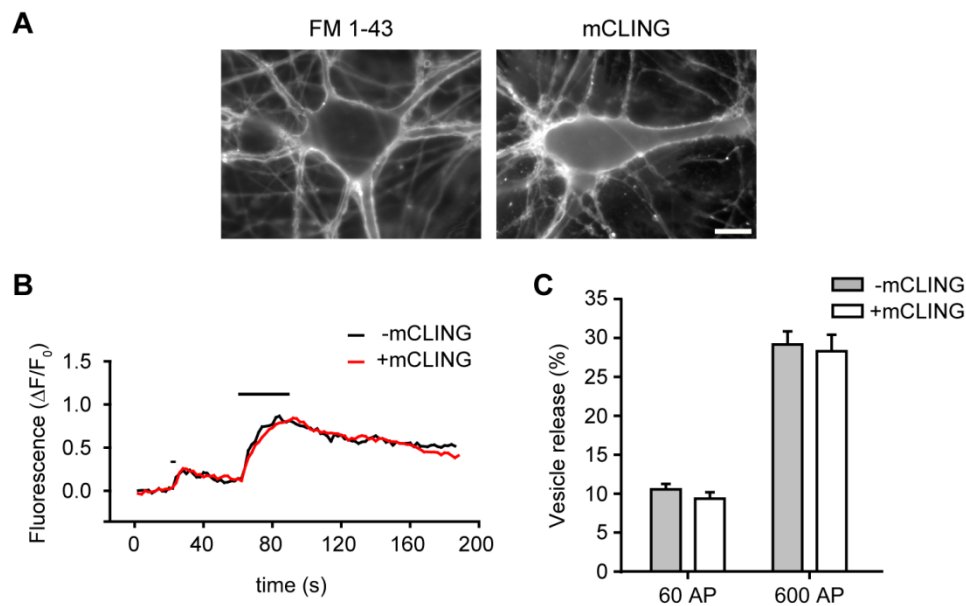 A
FM 1-43
mCLING
B
-mCLING
+mCLING
Fluorescence (ΔF/F₀)
1.5
1.0
0.5
0.0
0 40 80 120 160 200
time (s)
C
-mCLING
+mCLING
Vesicle release (%)
35
30
25
20
15
10
5
0
60 AP 600 AP